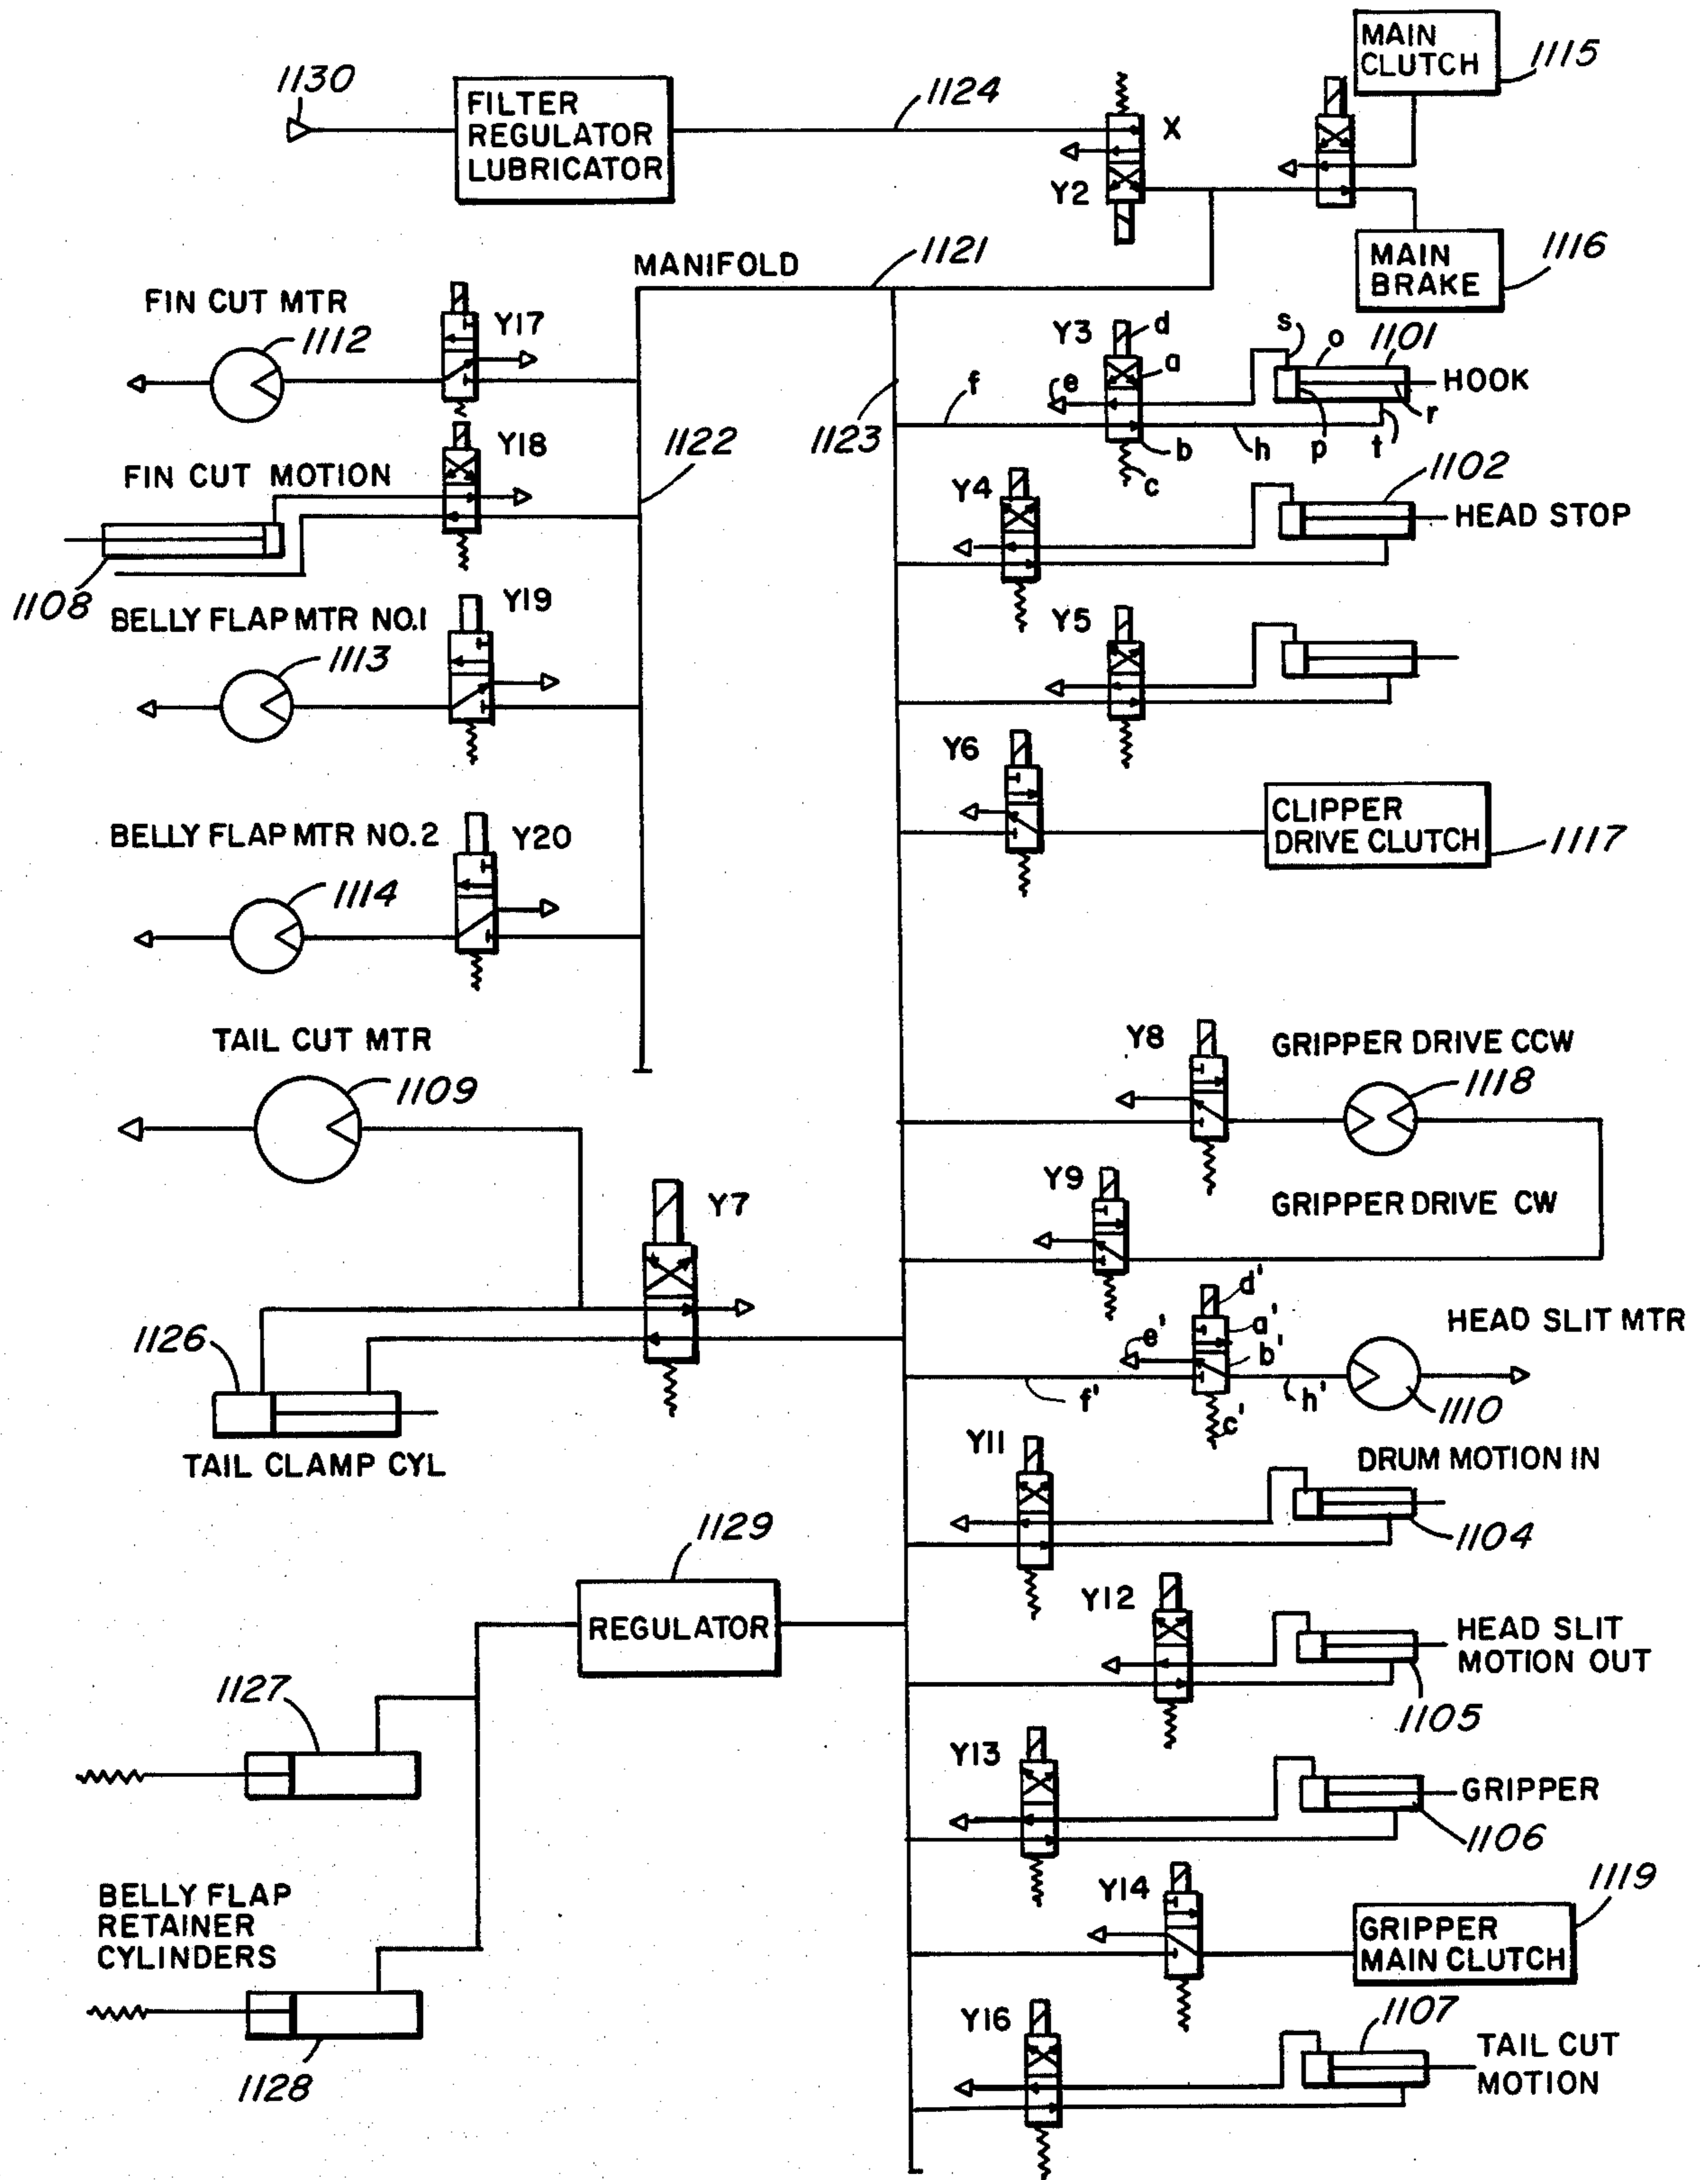 1130
FILTER
REGULATOR
LUBRICATOR
1124
X
Y2
MAIN
CLUTCH
1115
MAIN
BRAKE
1116
MANIFOLD
1121
FIN CUT MTR
1112
Y17
Y18
FIN CUT MOTION
1108
1122
1123
Y3
d
a
e
f
b
c
h
s
o
1101
HOOK
p
t
r
Y4
1102
HEAD STOP
BELLY FLAP MTR NO.1
1113
Y19
Y5
Y6
CLIPPER
DRIVE CLUTCH
1117
BELLY FLAP MTR NO.2
1114
Y20
TAIL CUT MTR
1109
Y8
GRIPPER DRIVE CCW
1118
Y9
GRIPPER DRIVE CW
Y7
1126
TAIL CLAMP CYL
d'
a'
e'
b'
f'
c'
h'
HEAD SLIT MTR
1110
Y11
DRUM MOTION IN
1104
1129
REGULATOR
Y12
HEAD SLIT
MOTION OUT
1105
1127
Y13
GRIPPER
1106
BELLY FLAP
RETAINER
CYLINDERS
1128
Y14
GRIPPER
MAIN CLUTCH
1119
Y16
1107
TAIL CUT
MOTION